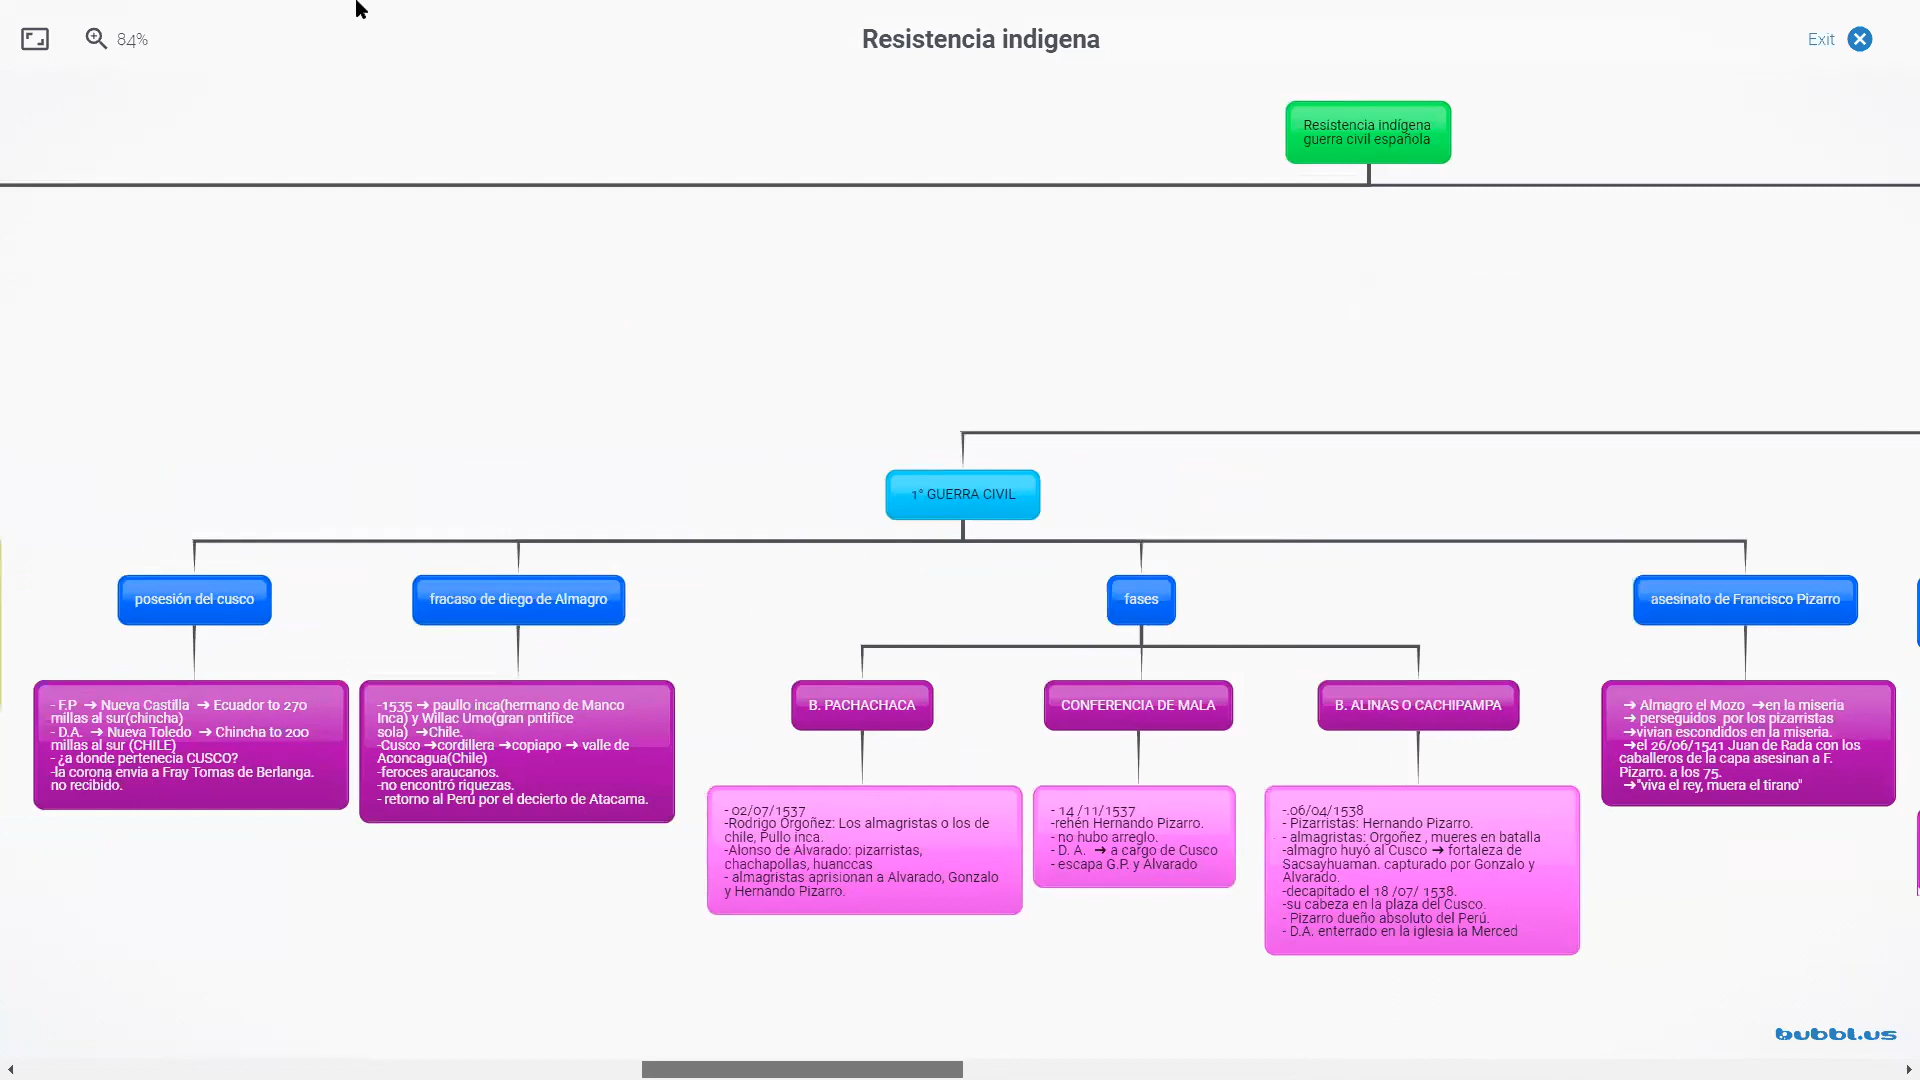 84%
Resistencia indigena
Exit
Resistencia indígena
guerra civil española
1° GUERRA CIVIL
posesión del cusco
fracaso de diego de Almagro
fases
asesinato de Francisco Pizarro
- F.P ➔ Nueva Castilla ➔ Ecuador to 270
millas al sur(chincha)
- D.A. ➔ Nueva Toledo ➔ Chincha to 200
millas al sur (CHILE)
- ¿a donde pertenecia CUSCO?
-la corona envia a Fray Tomas de Berlanga.
no recibido.
-1535 ➔ paullo inca(hermano de Manco
Inca) y Willac Umo(gran pntifice
sola) ➔Chile.
-Cusco ➔cordillera ➔copiapo ➔ valle de
Aconcagua(Chile)
-feroces araucanos.
-no encontró riquezas.
- retorno al Perú por el decierto de Atacama.
B. PACHACHACA
CONFERENCIA DE MALA
B. ALINAS O CACHIPAMPA
➔ Almagro el Mozo ➔en la miseria
➔ perseguidos por los pizarristas
➔vivian escondidos en la miseria.
➔el 26/06/1541 Juan de Rada con los
caballeros de la capa asesinan a F.
Pizarro. a los 75.
➔"viva el rey, muera el tirano"
- 02/07/1537
-Rodrigo Orgoñez: Los almagristas o los de
chile, Pullo inca.
-Alonso de Alvarado: pizarristas,
chachapollas, huanccas
- almagristas aprisionan a Alvarado, Gonzalo
y Hernando Pizarro.
- 14 /11/1537
-rehén Hernando Pizarro.
- no hubo arreglo.
- D. A. ➔ a cargo de Cusco
- escapa G.P. y Alvarado
-.06/04/1538
- Pizarristas: Hernando Pizarro.
- almagristas: Orgoñez , mueres en batalla
-almagro huyó al Cusco ➔ fortaleza de
Sacsayhuaman. capturado por Gonzalo y
Alvarado.
-decapitado el 18 /07/ 1538.
-su cabeza en la plaza del Cusco.
- Pizarro dueño absoluto del Perú.
- D.A. enterrado en la iglesia la Merced
bubbl.us